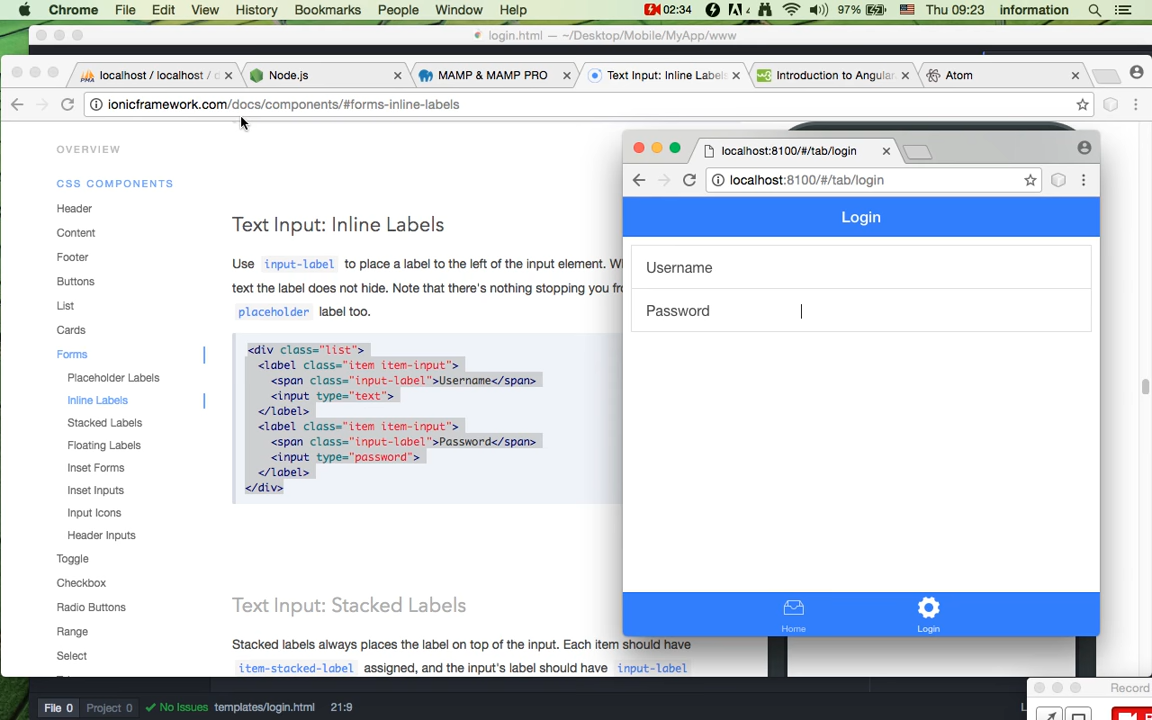 Chrome File Edit View History Bookmarks People Window Help 02:34 4 97% Thu 09:23 information
login.html — ~/Desktop/Mobile/MyApp/www
localhost / localhost / Node.js MAMP & MAMP PRO Text Input: Inline Labels Introduction to Angular Atom
ionicframework.com/docs/components/#forms-inline-labels
OVERVIEW
CSS COMPONENTS
Header
Content
Footer
Buttons
List
Cards
Forms
Placeholder Labels
Inline Labels
Stacked Labels
Floating Labels
Inset Forms
Inset Inputs
Input Icons
Header Inputs
Toggle
Checkbox
Radio Buttons
Range
Select
Text Input: Inline Labels
Use input-label to place a label to the left of the input element.
text the label does not hide. Note that there's nothing stopping you
placeholder label too.
<div class="list">
<label class="item item-input">
<span class="input-label">Username</span>
<input type="text">
</label>
<label class="item item-input">
<span class="input-label">Password</span>
<input type="password">
</label>
</div>
Text Input: Stacked Labels
Stacked labels always places the label on top of the input. Each item should have
item-stacked-label assigned, and the input's label should have input-label
localhost:8100/#/tab/login
localhost:8100/#/tab/login
Login
Username
Password
Home Login
File 0 Project 0 No Issues templates/login.html 21:9
Record